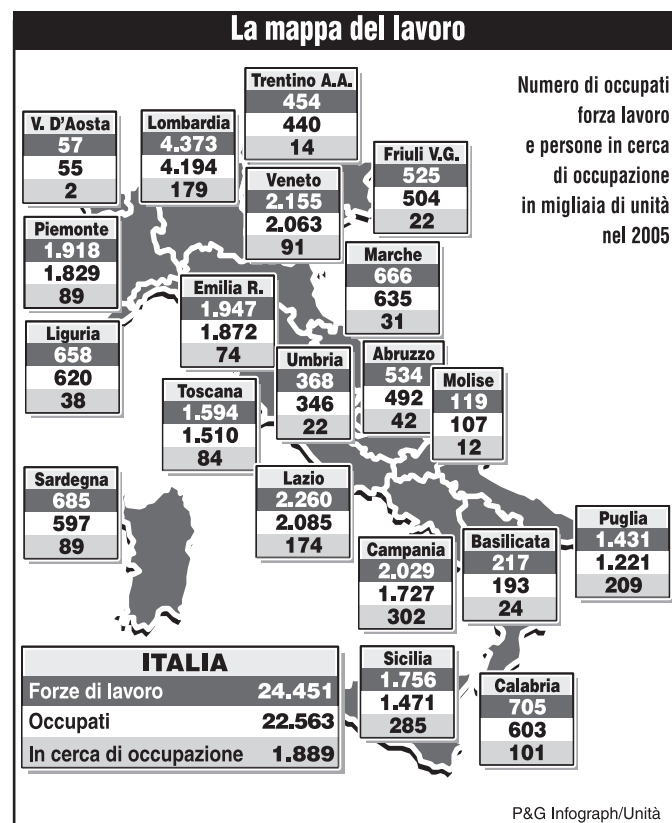 La mappa del lavoro
Numero di occupati
forza lavoro
e persone in cerca
di occupazione
in migliaia di unità
nel 2005
Trentino A.A.
454
440
14
V. D'Aosta
57
55
2
Lombardia
4.373
4.194
179
Friuli V.G.
525
504
22
Veneto
2.155
2.063
91
Piemonte
1.918
1.829
89
Marche
666
635
31
Emilia R.
1.947
1.872
74
Liguria
658
620
38
Umbria
368
346
22
Abruzzo
534
492
42
Molise
119
107
12
Toscana
1.594
1.510
84
Sardegna
685
597
89
Lazio
2.260
2.085
174
Campania
2.029
1.727
302
Basilicata
217
193
24
Puglia
1.431
1.221
209
Sicilia
1.756
1.471
285
Calabria
705
603
101
ITALIA
Forze di lavoro 24.451
Occupati 22.563
In cerca di occupazione 1.889
P&G Infograph/Unità